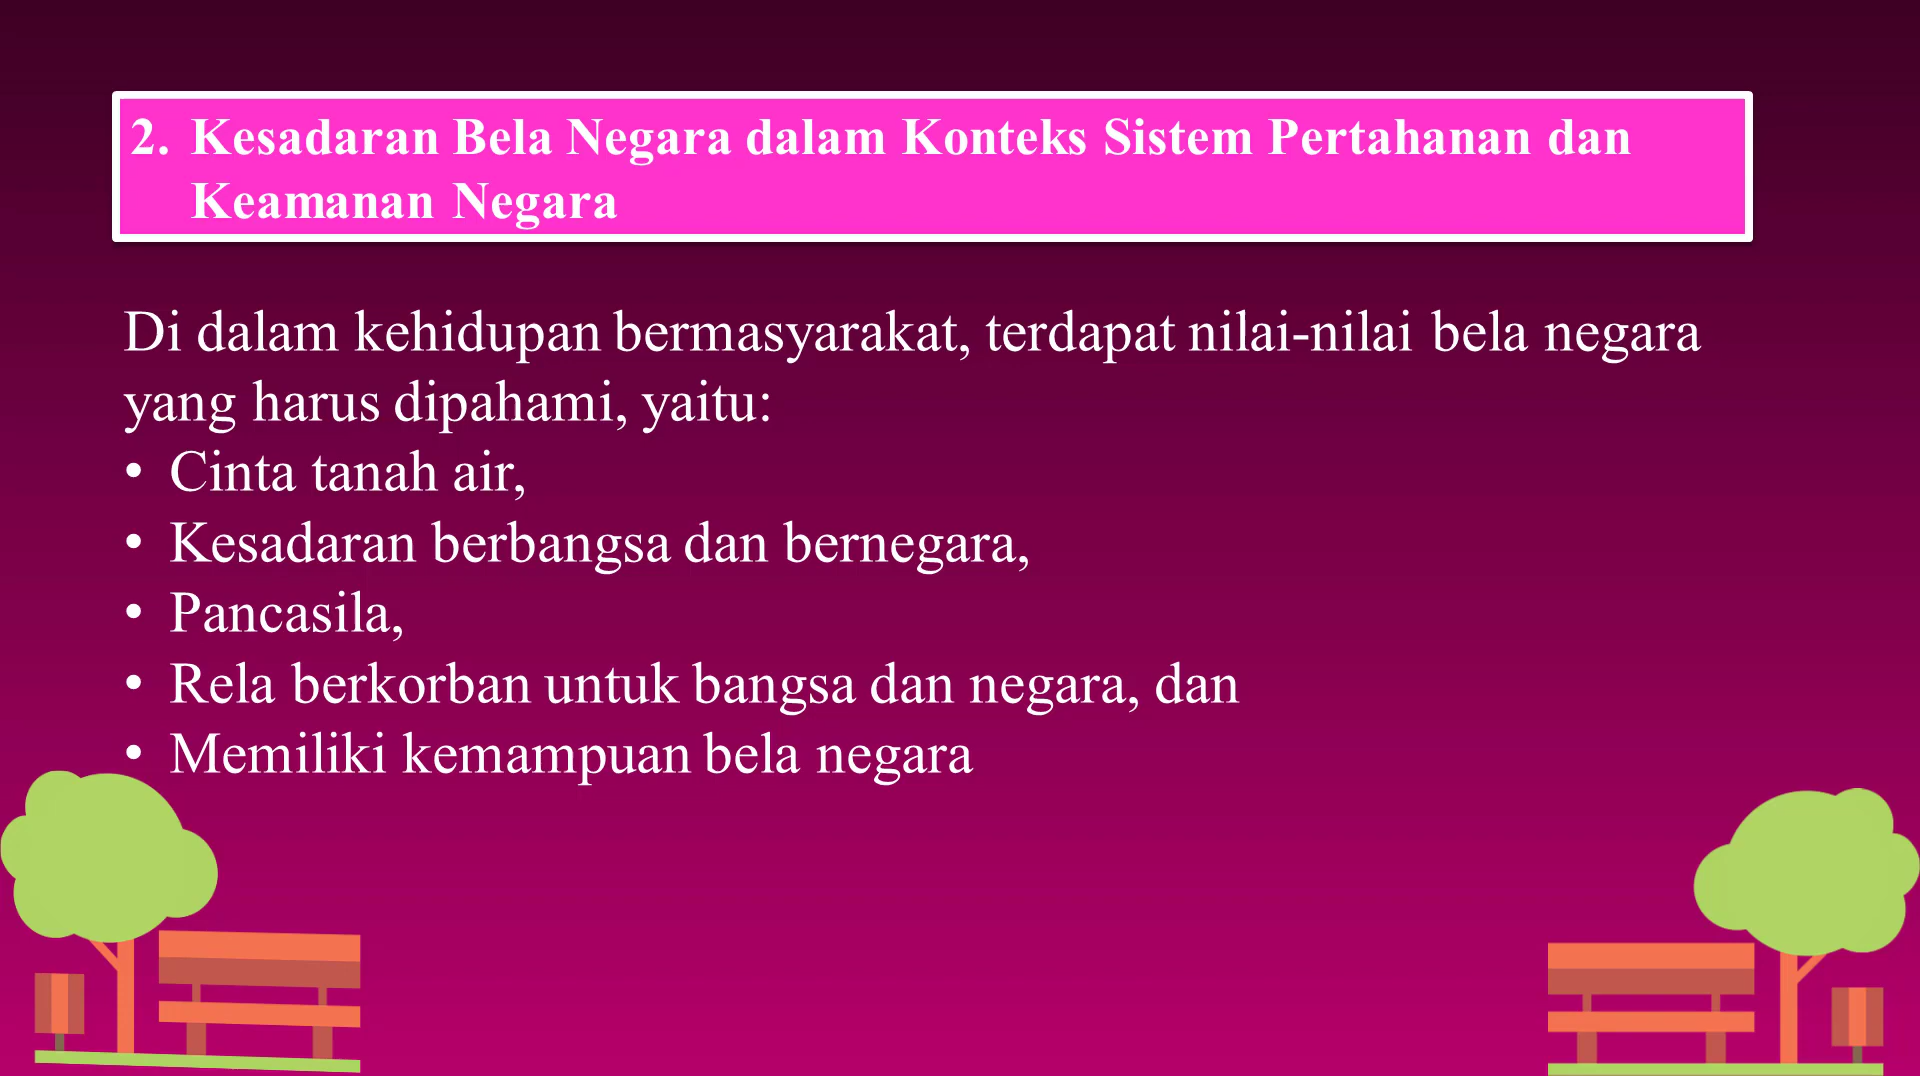 2. Kesadaran Bela Negara dalam Konteks Sistem Pertahanan dan
Keamanan Negara
Di dalam kehidupan bermasyarakat, terdapat nilai-nilai bela negara
yang harus dipahami, yaitu:
• Cinta tanah air,
• Kesadaran berbangsa dan bernegara,
• Pancasila,
• Rela berkorban untuk bangsa dan negara, dan
• Memiliki kemampuan bela negara